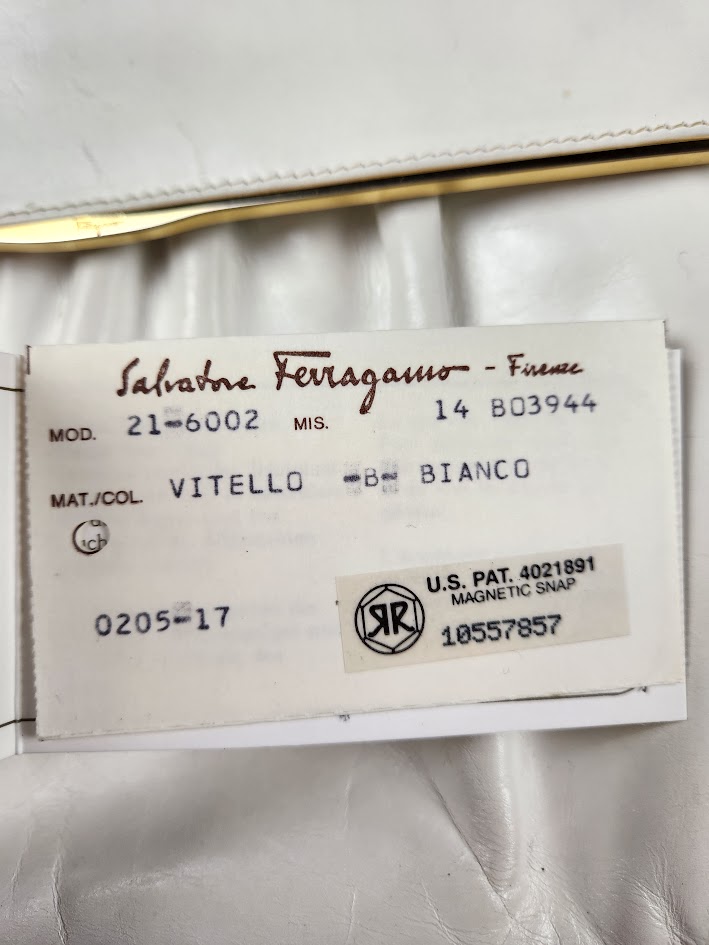 Salvatore Ferragamo - Firenze
MOD. 21-6002 MIS. 14 B03944
MAT./COL. VITELLO -B- BIANCO
0205-17
RR
U.S. PAT. 4021891
MAGNETIC SNAP
10557857